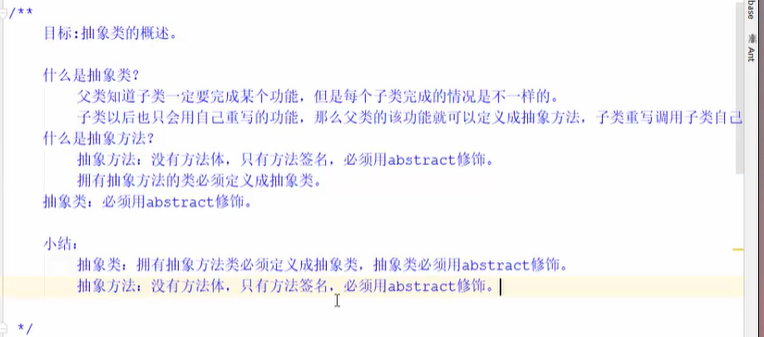 /**
目标:抽象类的概述。
什么是抽象类?
父类知道子类一定要完成某个功能，但是每个子类完成的情况是不一样的。
子类以后也只会用自己重写的功能，那么父类的该功能就可以定义成抽象方法，子类重写调用子类自己
什么是抽象方法?
抽象方法：没有方法体，只有方法签名，必须用abstract修饰。
拥有抽象方法的类必须定义成抽象类。
抽象类：必须用abstract修饰。
小结：
抽象类：拥有抽象方法类必须定义成抽象类，抽象类必须用abstract修饰。
抽象方法：没有方法体，只有方法签名，必须用abstract修饰。
*/
base
Ant